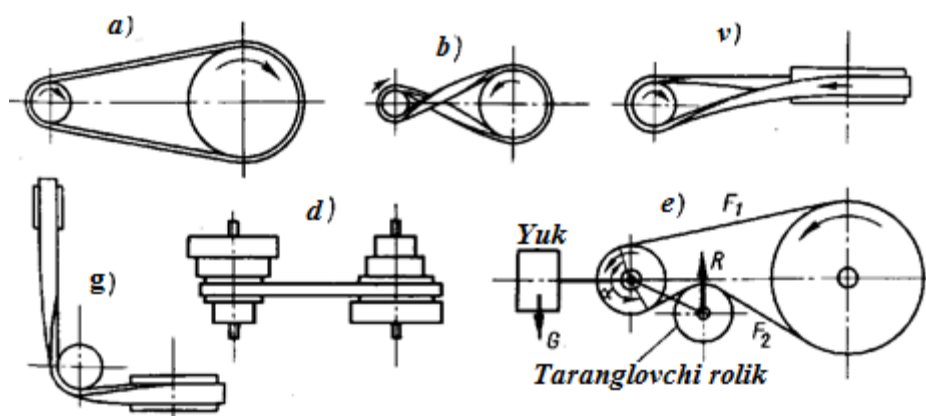 a)
b)
v)
g)
d)
e)
F₁
Yuk
R
α
G
F₂
Taranglovchi rolik